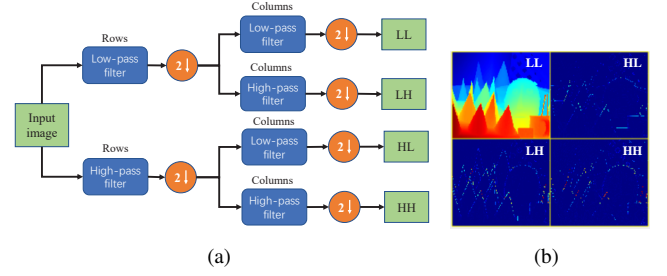 Columns
Low-pass
filter
2↓
LL
Rows
Low-pass
filter
2↓
Columns
High-pass
filter
2↓
LH
Input
image
Columns
Low-pass
filter
2↓
HL
Rows
High-pass
filter
2↓
Columns
High-pass
filter
2↓
HH
(a)
LL
HL
LH
HH
(b)